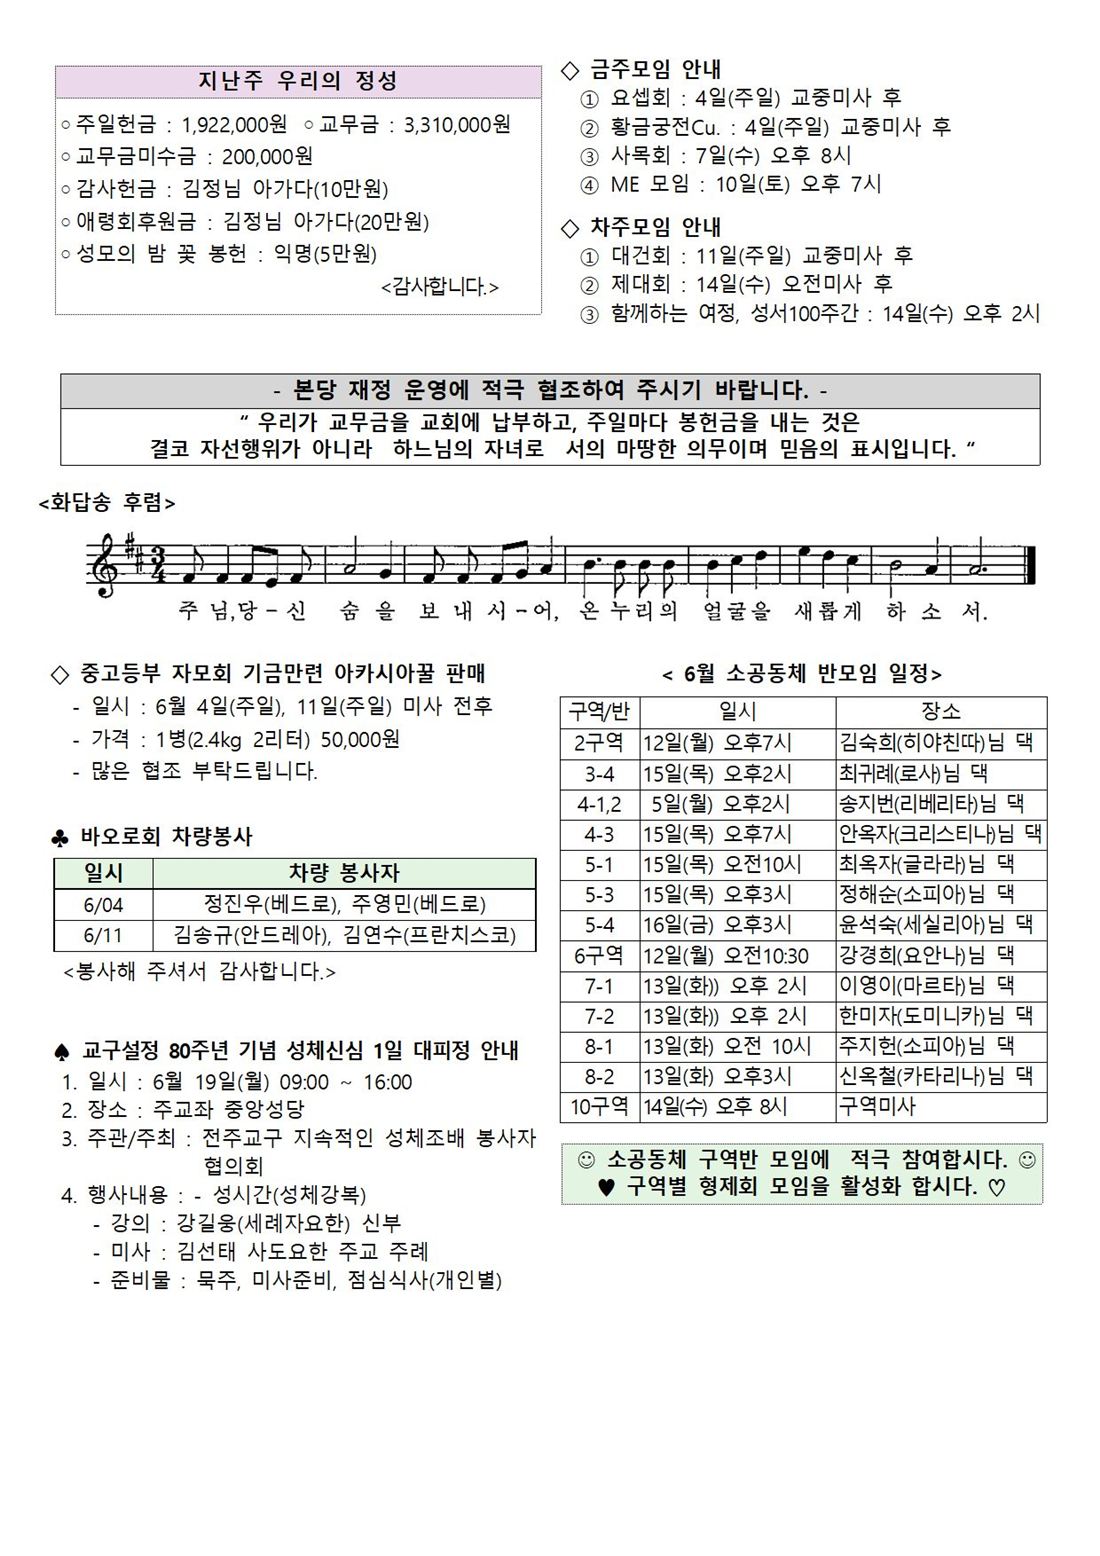 지난주 우리의 정성
○ 주일헌금 : 1,922,000원 ○ 교무금 : 3,310,000원
○ 교무금미수금 : 200,000원
○ 감사헌금 : 김정님 아가다(10만원)
○ 애령회후원금 : 김정님 아가다(20만원)
○ 성모의 밤 꽃 봉헌 : 익명(5만원)
<감사합니다.>
◇ 금주모임 안내
① 요셉회 : 4일(주일) 교중미사 후
② 황금궁전Cu. : 4일(주일) 교중미사 후
③ 사목회 : 7일(수) 오후 8시
④ ME 모임 : 10일(토) 오후 7시
◇ 차주모임 안내
① 대건회 : 11일(주일) 교중미사 후
② 제대회 : 14일(수) 오전미사 후
③ 함께하는 여정, 성서100주간 : 14일(수) 오후 2시
- 본당 재정 운영에 적극 협조하여 주시기 바랍니다. -
“ 우리가 교무금을 교회에 납부하고, 주일마다 봉헌금을 내는 것은
결코 자선행위가 아니라 하느님의 자녀로 서의 마땅한 의무이며 믿음의 표시입니다. “
<화답송 후렴>
3
4
주 님,당 - 신 숨 을 보 내 시 - 어, 온 누 리 의 얼 굴 을 새 롭 게 하 소 서.
◇ 중고등부 자모회 기금만련 아카시아꿀 판매
- 일시 : 6월 4일(주일), 11일(주일) 미사 전후
- 가격 : 1병(2.4kg 2리터) 50,000원
- 많은 협조 부탁드립니다.
♣ 바오로회 차량봉사
일시 차량 봉사자
6/04 정진우(베드로), 주영민(베드로)
6/11 김송규(안드레아), 김연수(프란치스코)
<봉사해 주셔서 감사합니다.>
♠ 교구설정 80주년 기념 성체신심 1일 대피정 안내
1. 일시 : 6월 19일(월) 09:00 ~ 16:00
2. 장소 : 주교좌 중앙성당
3. 주관/주최 : 전주교구 지속적인 성체조배 봉사자
협의회
4. 행사내용 : - 성시간(성체강복)
- 강의 : 강길웅(세례자요한) 신부
- 미사 : 김선태 사도요한 주교 주례
- 준비물 : 묵주, 미사준비, 점심식사(개인별)
< 6월 소공동체 반모임 일정>
구역/반 일시 장소
2구역 12일(월) 오후7시 김숙희(히야친따)님 댁
3-4 15일(목) 오후2시 최귀례(로사)님 댁
4-1,2 5일(월) 오후2시 송지번(리베리타)님 댁
4-3 15일(목) 오후7시 안옥자(크리스티나)님 댁
5-1 15일(목) 오전10시 최옥자(글라라)님 댁
5-3 15일(목) 오후3시 정해순(소피아)님 댁
5-4 16일(금) 오후3시 윤석숙(세실리아)님 댁
6구역 12일(월) 오전10:30 강경희(요안나)님 댁
7-1 13일(화)) 오후 2시 이영이(마르타)님 댁
7-2 13일(화)) 오후 2시 한미자(도미니카)님 댁
8-1 13일(화) 오전 10시 주지헌(소피아)님 댁
8-2 13일(화) 오후3시 신옥철(카타리나)님 댁
10구역 14일(수) 오후 8시 구역미사
☺ 소공동체 구역반 모임에 적극 참여합시다. ☺
♥ 구역별 형제회 모임을 활성화 합시다. ♡